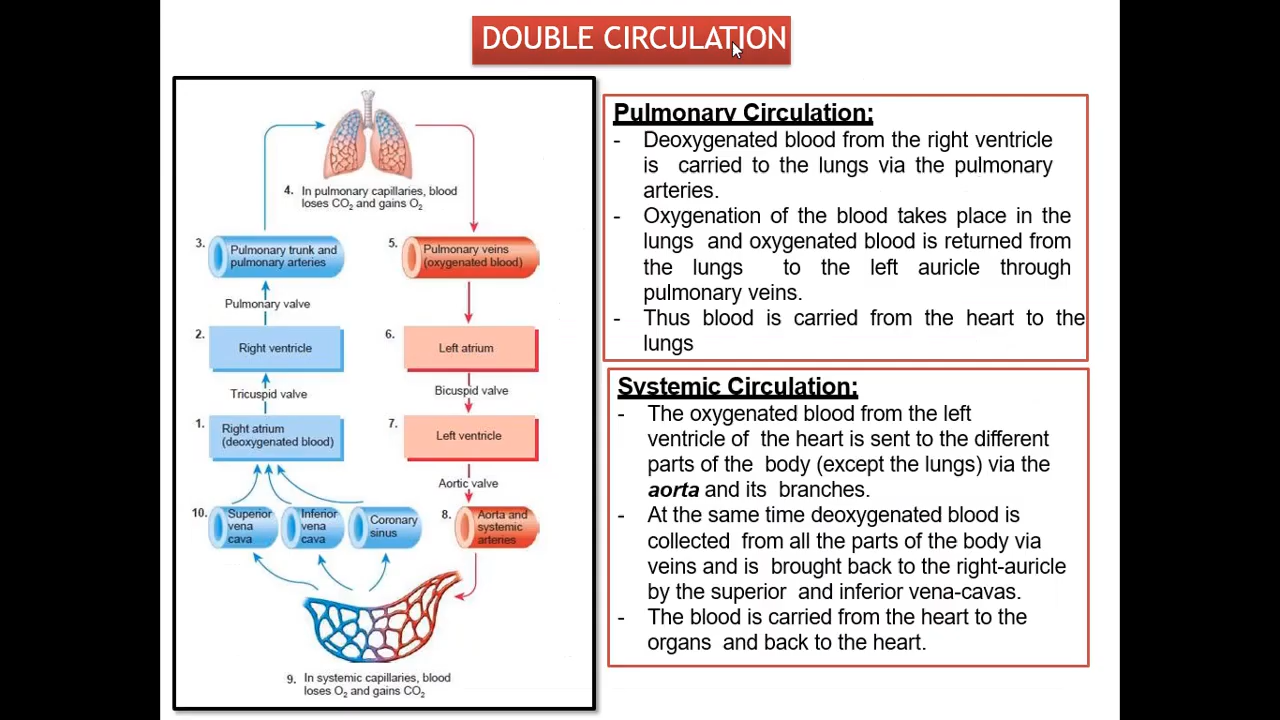 DOUBLE CIRCULATION
4. In pulmonary capillaries, blood
loses CO2 and gains O2
3. Pulmonary trunk and
pulmonary arteries
5. Pulmonary veins
(oxygenated blood)
Pulmonary valve
2. Right ventricle
6. Left atrium
Tricuspid valve
Bicuspid valve
1. Right atrium
(deoxygenated blood)
7. Left ventricle
Aortic valve
10. Superior
vena
cava
Inferior
vena
cava
Coronary
sinus
8. Aorta and
systemic
arteries
9. In systemic capillaries, blood
loses O2 and gains CO2
Pulmonary Circulation:
- Deoxygenated blood from the right ventricle
is carried to the lungs via the pulmonary
arteries.
- Oxygenation of the blood takes place in the
lungs and oxygenated blood is returned from
the lungs to the left auricle through
pulmonary veins.
- Thus blood is carried from the heart to the
lungs
Systemic Circulation:
- The oxygenated blood from the left
ventricle of the heart is sent to the different
parts of the body (except the lungs) via the
aorta and its branches.
- At the same time deoxygenated blood is
collected from all the parts of the body via
veins and is brought back to the right-auricle
by the superior and inferior vena-cavas.
- The blood is carried from the heart to the
organs and back to the heart.